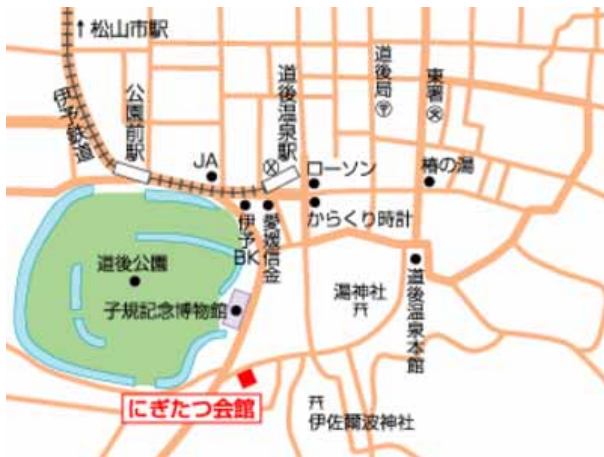 ↑松山市駅
伊予鉄道
公園前駅
道後温泉駅
道後局
東署
JA
ローソン
椿の湯
からくり時計
伊予BK
愛媛信金
道後公園
湯神社
道後温泉本館
子規記念博物館
にぎたつ会館
伊佐爾波神社